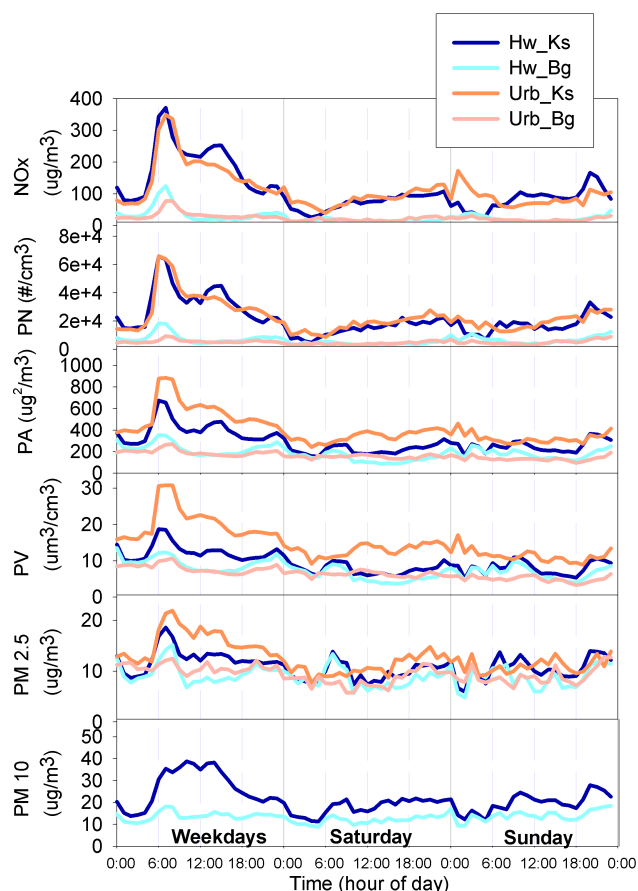 Hw_Ks
Hw_Bg
Urb_Ks
Urb_Bg
400
300
200
100
0
NOx
(ug/m3)
8e+4
6e+4
4e+4
2e+4
0
PN (#/cm3)
1000
800
600
400
200
0
PA (ug²/m3)
30
20
10
0
PV
(um3/cm3)
20
10
0
PM 2.5
(ug/m3)
50
40
30
20
10
0
PM 10
(ug/m3)
Weekdays Saturday Sunday
0:00 6:00 12:00 18:00 0:00 6:00 12:00 18:00 0:00 6:00 12:00 18:00 0:00
Time (hour of day)